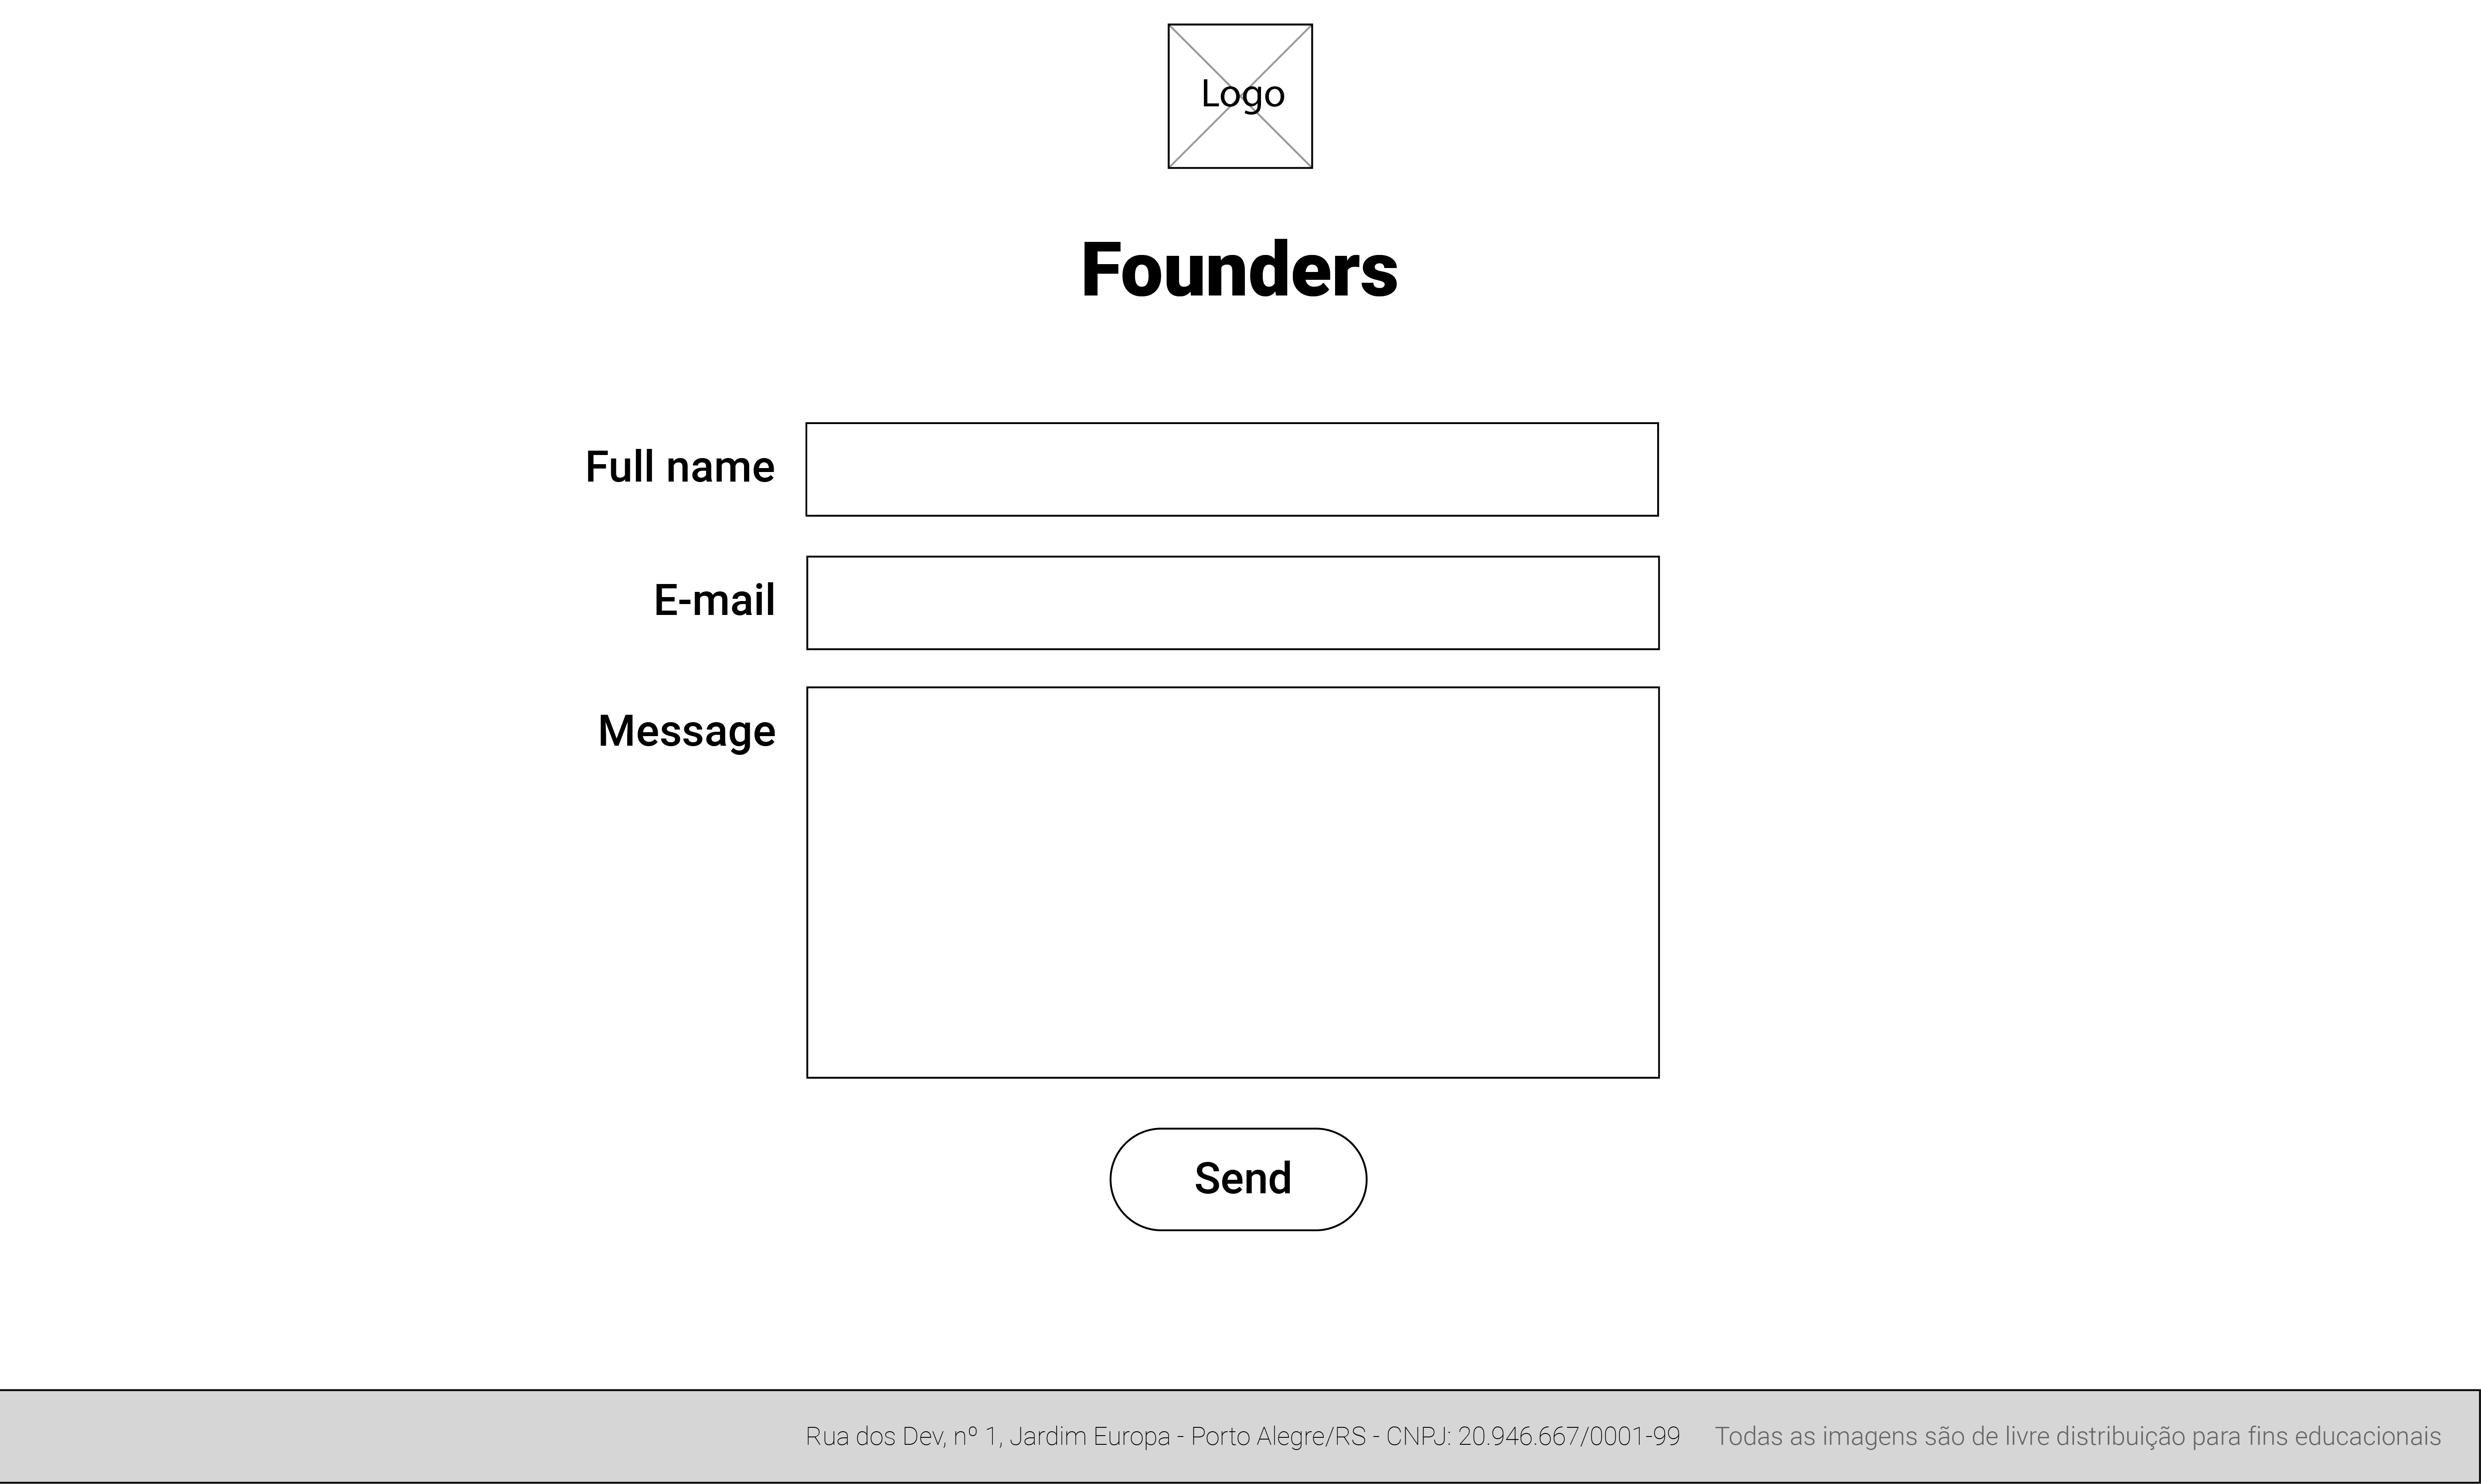 Logo
Founders
Full name
E-mail
Message
Send
Rua dos Dev, nº 1, Jardim Europa - Porto Alegre/RS - CNPJ: 20.946.667/0001-99 Todas as imagens são de livre distribuição para fins educacionais